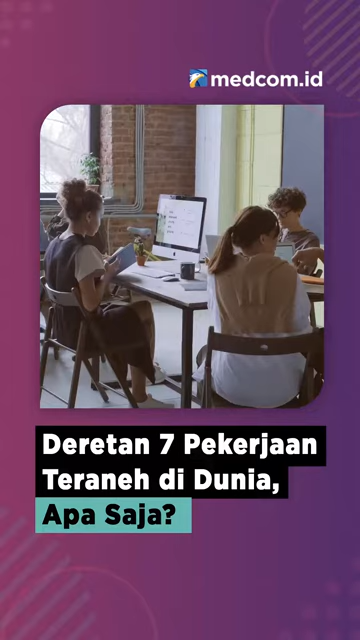 medcom.id
Deretan 7 Pekerjaan
Teraneh di Dunia,
Apa Saja?